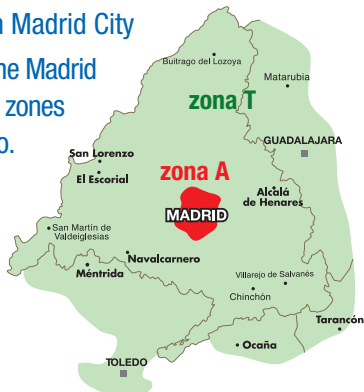 n Madrid City
ne Madrid
zones
o.
Buitrago del Lozoya
Matarubia
zona T
GUADALAJARA
San Lorenzo
El Escorial
zona A
Alcalá
de Henares
MADRID
San Martín de
Valdeiglesias
Navalcarnero
Méntrida
Villarejo de Salvanés
Chinchón
Tarancón
Ocaña
TOLEDO